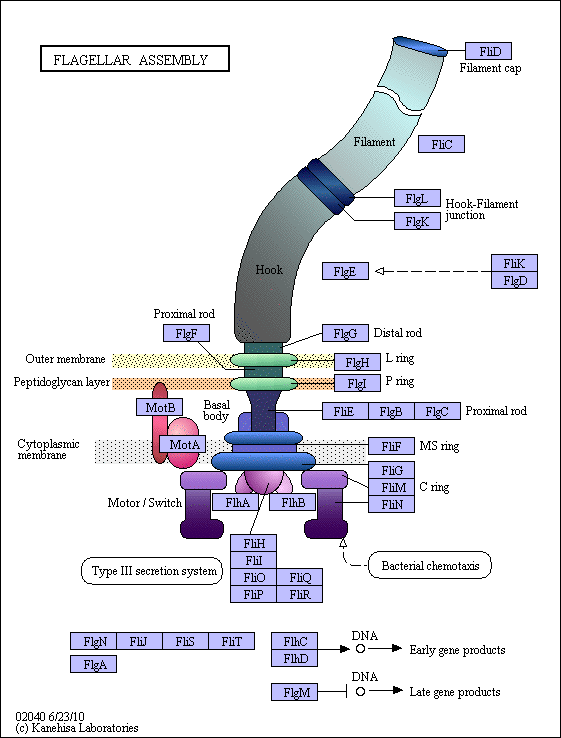 FLAGELLAR ASSEMBLY
FliD
Filament cap
Filament
FliC
FlgL
Hook-Filament
junction
FlgK
Hook
FlgE
FliK
FlgD
Proximal rod
FlgF
FlgG
Distal rod
Outer membrane
FlgH
L ring
Peptidoglycan layer
FlgI
P ring
MotB
Basal
body
FliE
FlgB
FlgC
Proximal rod
Cytoplasmic
membrane
MotA
FliF
MS ring
FliG
FliM
C ring
FliN
Motor / Switch
FlhA
FlhB
FliH
FliI
FliO
FliQ
FliP
FliR
Type III secretion system
Bacterial chemotaxis
FlgN
FliJ
FliS
FliT
FlgA
FlhC
FlhD
DNA
Early gene products
FlgM
DNA
Late gene products
02040 6/23/10
(c) Kanehisa Laboratories